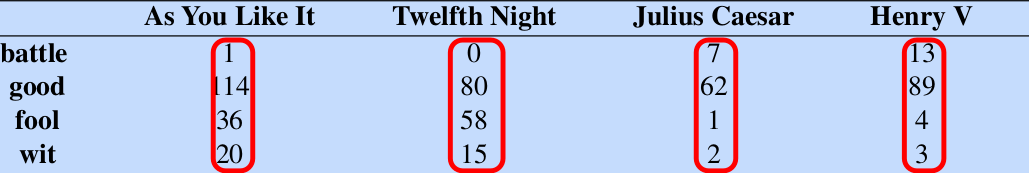 As You Like It Twelfth Night Julius Caesar Henry V
battle 1 0 7 13
good 114 80 62 89
fool 36 58 1 4
wit 20 15 2 3